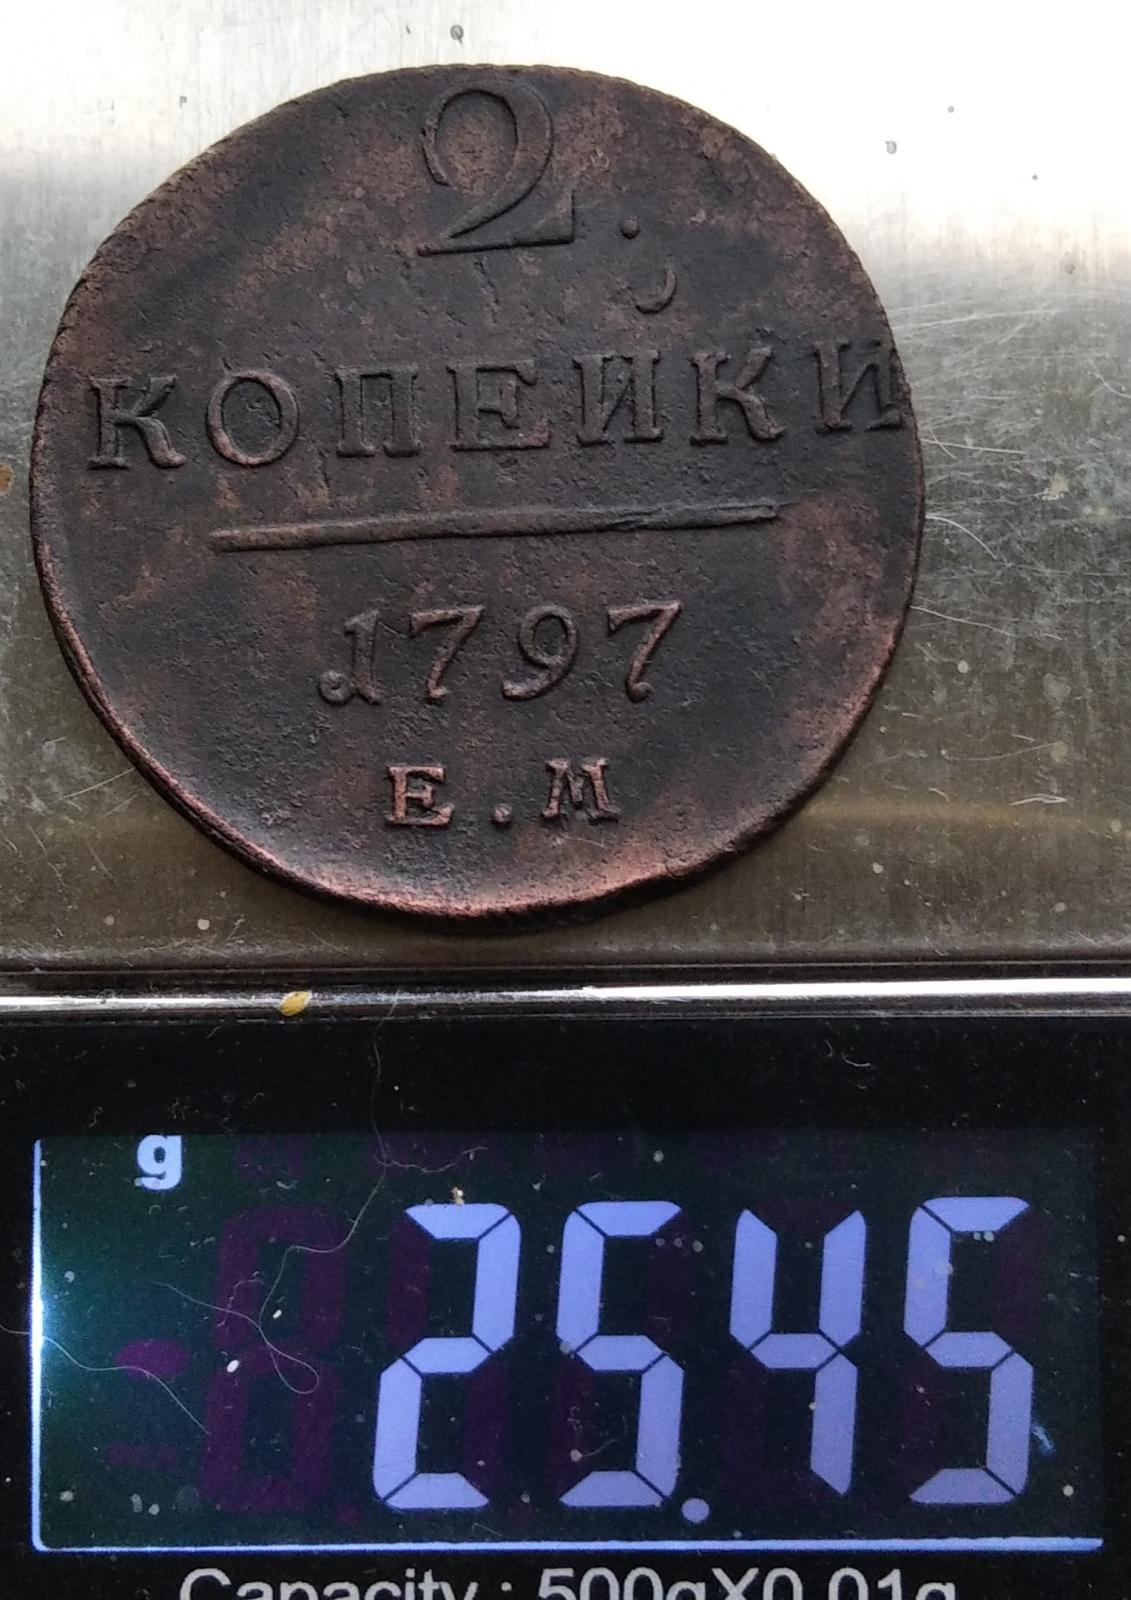 2.
КОПЕЙКИ
1797
Е.М
g
25.45
Capacity : 500gX0.01g